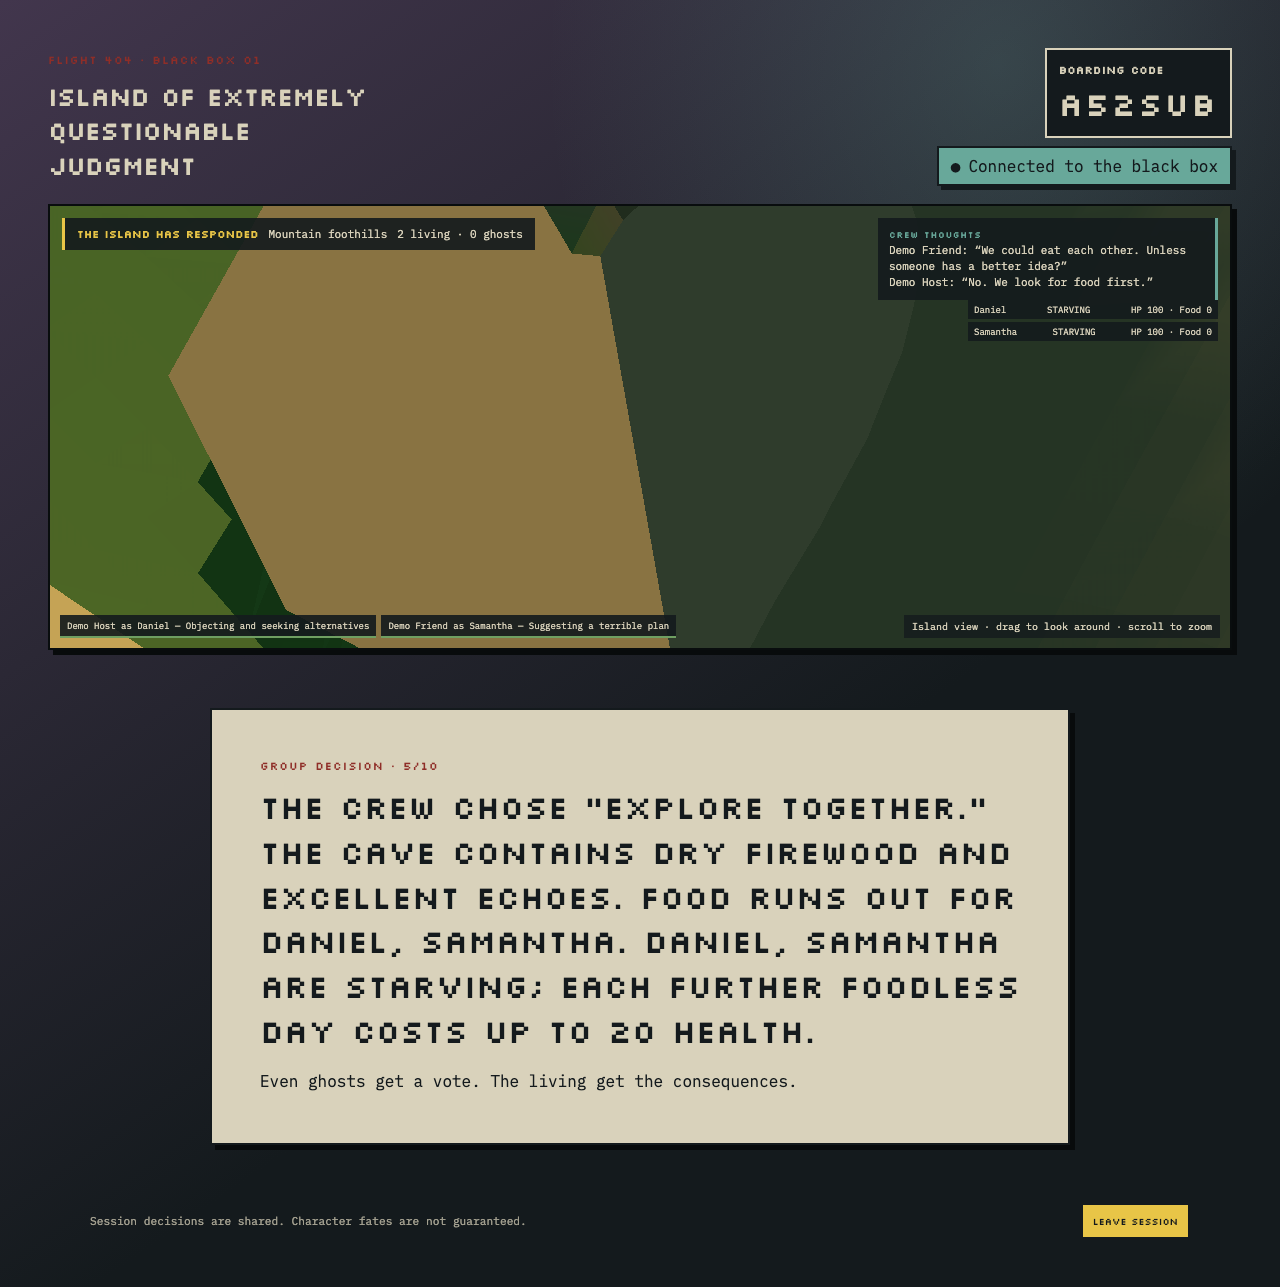 FLIGHT 404 · BLACK BOX 01
ISLAND OF EXTREMELY
QUESTIONABLE
JUDGMENT
BOARDING CODE
A52SUB
● Connected to the black box
THE ISLAND HAS RESPONDED Mountain foothills 2 living · 0 ghosts
CREW THOUGHTS
Demo Friend: “We could eat each other. Unless
someone has a better idea?”
Demo Host: “No. We look for food first.”
Daniel STARVING HP 100 · Food 0
Samantha STARVING HP 100 · Food 0
Demo Host as Daniel — Objecting and seeking alternatives
Demo Friend as Samantha — Suggesting a terrible plan
Island view · drag to look around · scroll to zoom
GROUP DECISION · 5/10
THE CREW CHOSE "EXPLORE TOGETHER."
THE CAVE CONTAINS DRY FIREWOOD AND
EXCELLENT ECHOES. FOOD RUNS OUT FOR
DANIEL, SAMANTHA. DANIEL, SAMANTHA
ARE STARVING; EACH FURTHER FOODLESS
DAY COSTS UP TO 20 HEALTH.
Even ghosts get a vote. The living get the consequences.
Session decisions are shared. Character fates are not guaranteed.
LEAVE SESSION